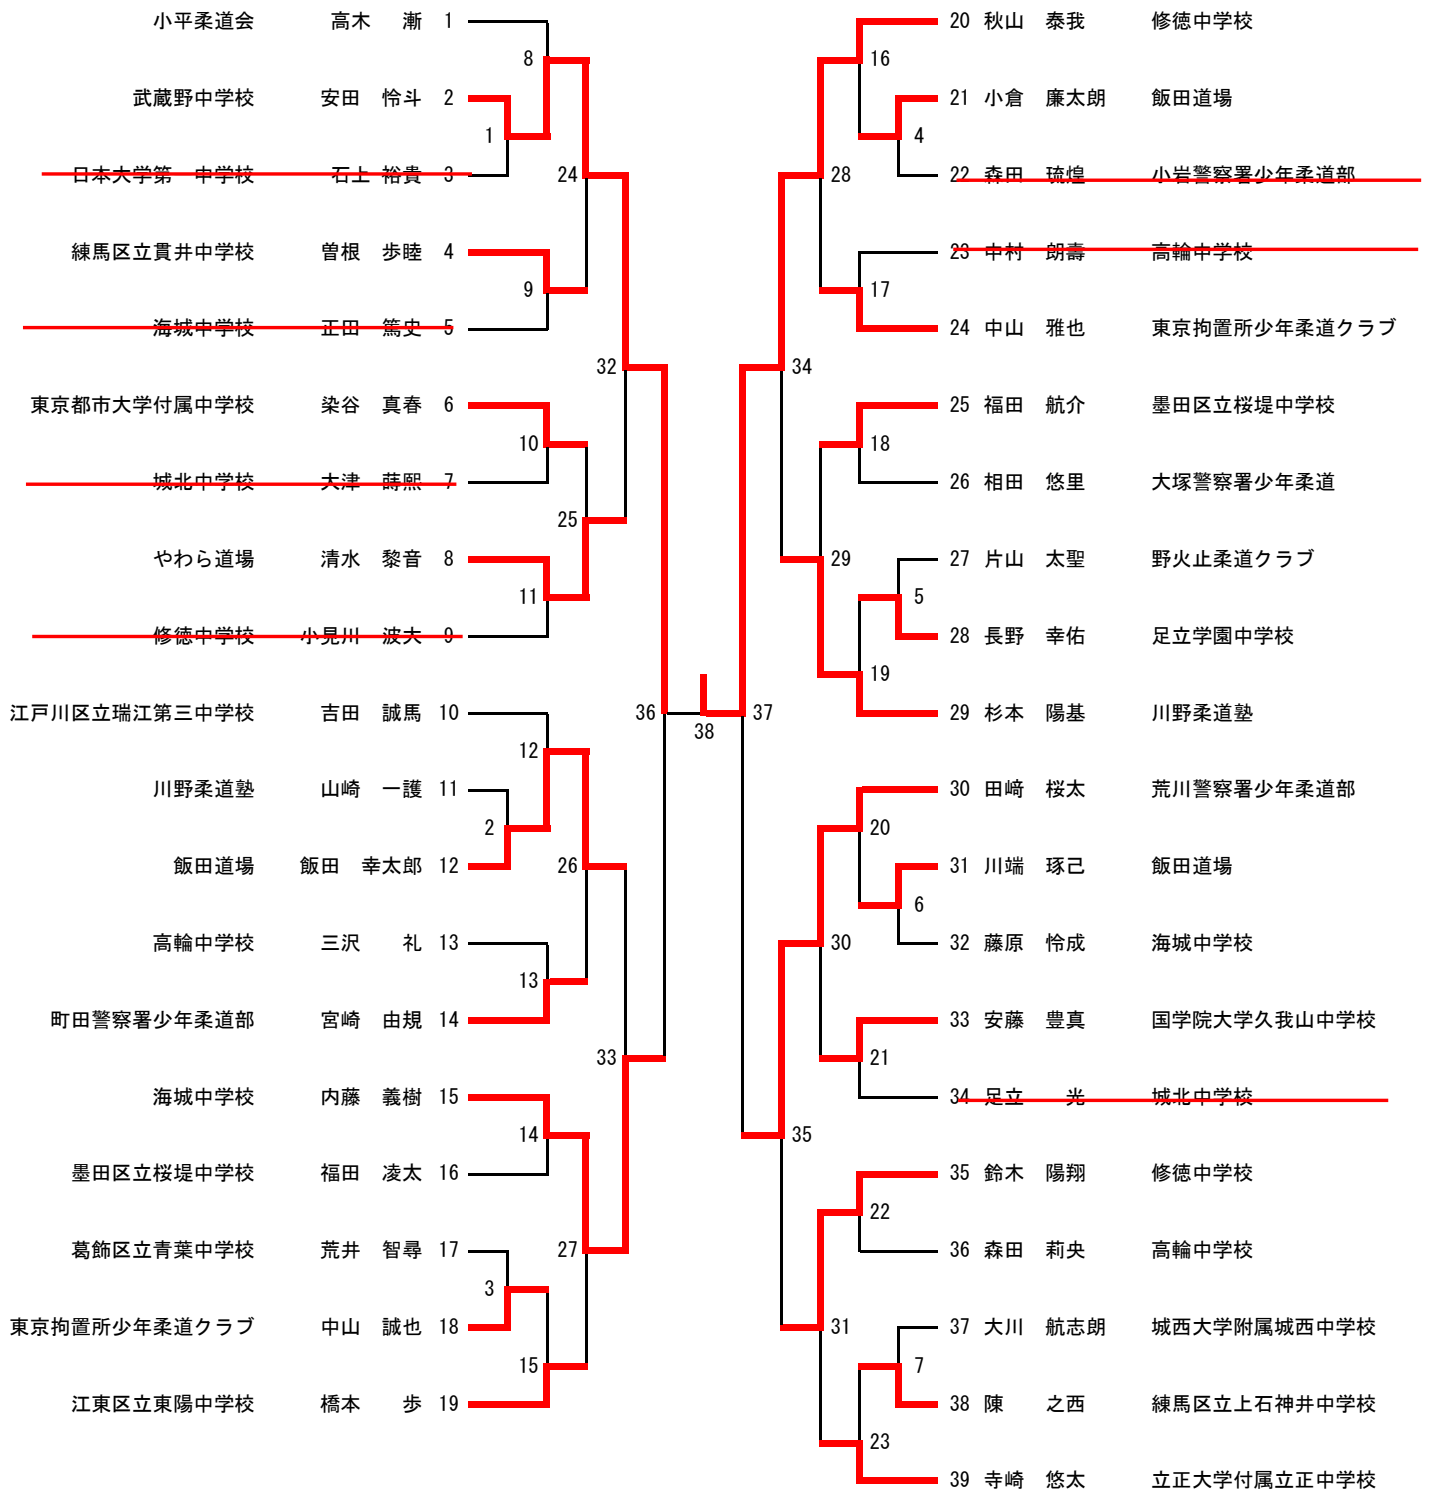 小平柔道会 高木 漸 1
武蔵野中学校 安田 怜斗 2
日本大学第一中学校 石上 裕貴 3
練馬区立貫井中学校 曽根 歩睦 4
海城中学校 正田 篤史 5
東京都市大学付属中学校 染谷 真春 6
城北中学校 大津 蒔熙 7
やわら道場 清水 黎音 8
修徳中学校 小見川 波大 9
江戸川区立瑞江第三中学校 吉田 誠馬 10
川野柔道塾 山崎 一護 11
飯田道場 飯田 幸太郎 12
高輪中学校 三沢 礼 13
町田警察署少年柔道部 宮崎 由規 14
海城中学校 内藤 義樹 15
墨田区立桜堤中学校 福田 凌太 16
葛飾区立青葉中学校 荒井 智尋 17
東京拘置所少年柔道クラブ 中山 誠也 18
江東区立東陽中学校 橋本 歩 19
1
2
3
8
9
10
11
12
13
14
15
24
25
26
27
32
33
36
38
37
34
35
28
29
30
31
16
17
18
19
20
21
22
23
4
5
6
7
20 秋山 泰我 修徳中学校
21 小倉 廉太朗 飯田道場
22 森田 琉煌 小岩警察署少年柔道部
23 中村 朗壽 高輪中学校
24 中山 雅也 東京拘置所少年柔道クラブ
25 福田 航介 墨田区立桜堤中学校
26 相田 悠里 大塚警察署少年柔道
27 片山 太聖 野火止柔道クラブ
28 長野 幸佑 足立学園中学校
29 杉本 陽基 川野柔道塾
30 田﨑 桜太 荒川警察署少年柔道部
31 川端 琢己 飯田道場
32 藤原 怜成 海城中学校
33 安藤 豊真 国学院大学久我山中学校
34 足立 光 城北中学校
35 鈴木 陽翔 修徳中学校
36 森田 莉央 高輪中学校
37 大川 航志朗 城西大学附属城西中学校
38 陳 之西 練馬区立上石神井中学校
39 寺崎 悠太 立正大学付属立正中学校